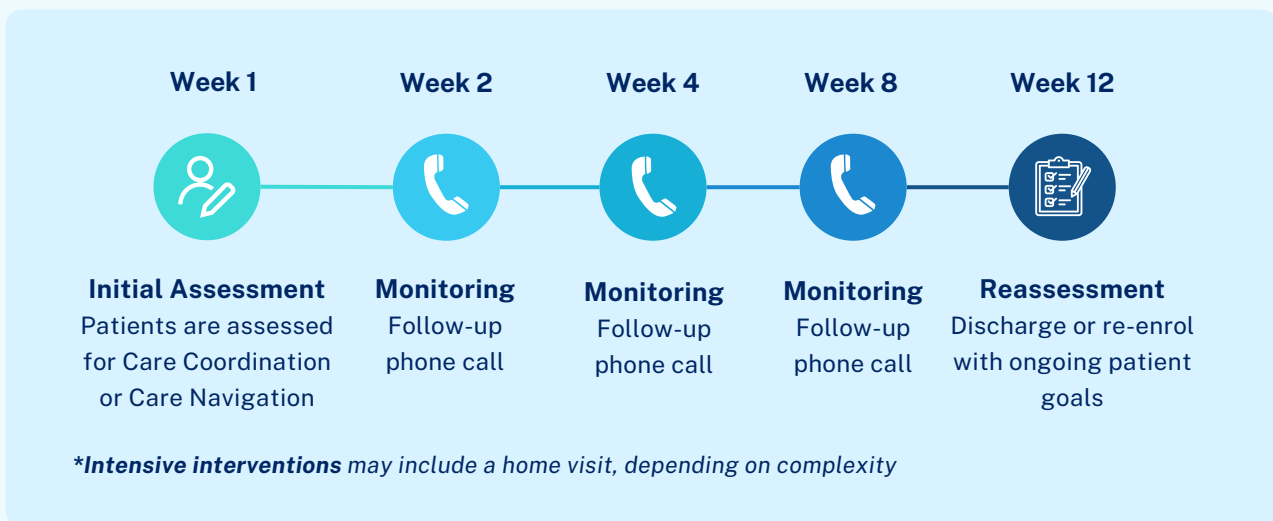 Week 1
Week 2
Week 4
Week 8
Week 12
Initial Assessment
Patients are assessed
for Care Coordination
or Care Navigation
Monitoring
Follow-up
phone call
Monitoring
Follow-up
phone call
Monitoring
Follow-up
phone call
Reassessment
Discharge or re-enrol
with ongoing patient
goals
*Intensive interventions may include a home visit, depending on complexity